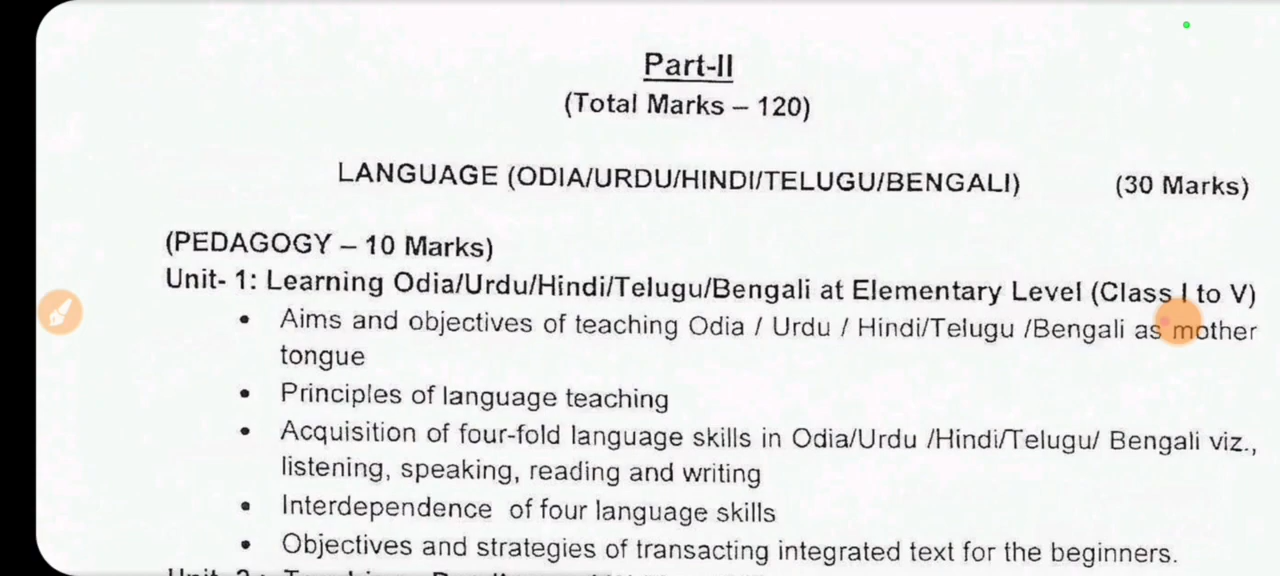 Part-II
(Total Marks – 120)
LANGUAGE (ODIA/URDU/HINDI/TELUGU/BENGALI) (30 Marks)
(PEDAGOGY – 10 Marks)
Unit- 1: Learning Odia/Urdu/Hindi/Telugu/Bengali at Elementary Level (Class I to V)
• Aims and objectives of teaching Odia / Urdu / Hindi/Telugu /Bengali as mother
tongue
• Principles of language teaching
• Acquisition of four-fold language skills in Odia/Urdu /Hindi/Telugu/ Bengali viz.,
listening, speaking, reading and writing
• Interdependence of four language skills
• Objectives and strategies of transacting integrated text for the beginners.